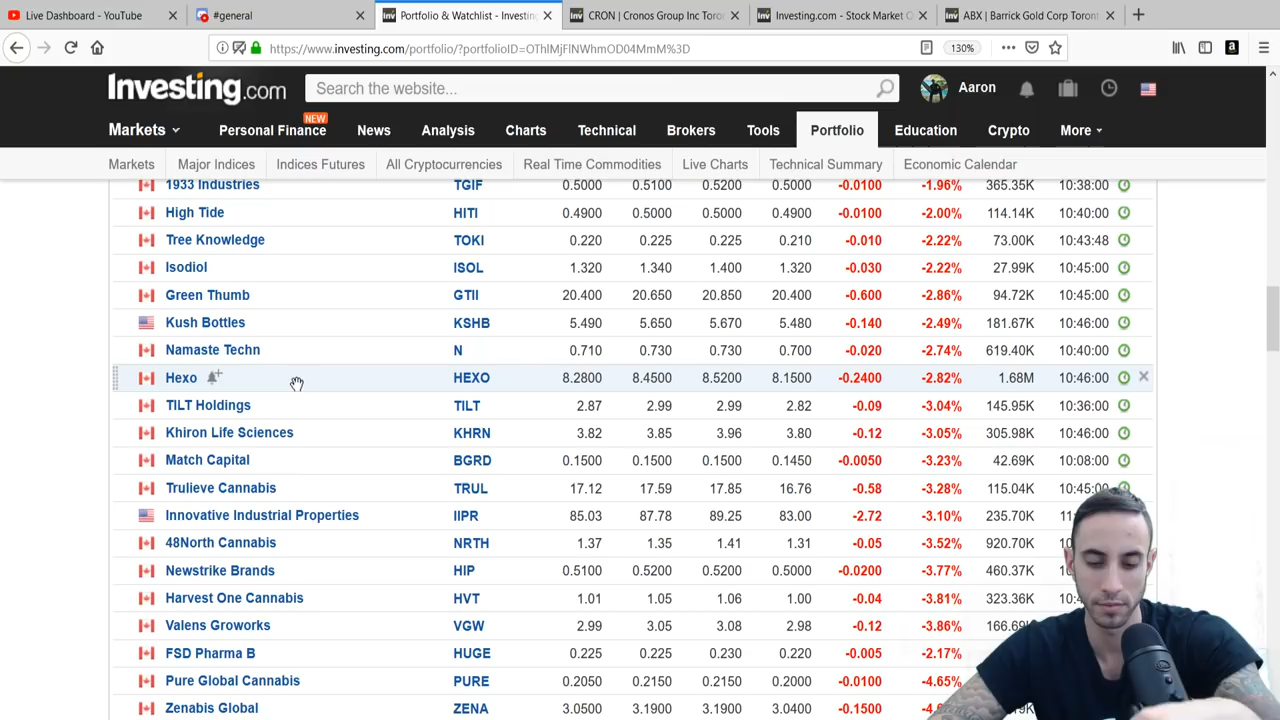 Live Dashboard - YouTube
#general
Portfolio & Watchlist - Investing
CRON | Cronos Group Inc Toro
Investing.com - Stock Market
ABX | Barrick Gold Corp Toront
https://www.investing.com/portfolio/?portfolioID=OThlMjFlNWhmOD04MmM%3D
130%
Investing.com
Search the website...
Aaron
NEW
Markets Personal Finance News Analysis Charts Technical Brokers Tools Portfolio Education Crypto More
Markets Major Indices Indices Futures All Cryptocurrencies Real Time Commodities Live Charts Technical Summary Economic Calendar
1933 Industries TGIF 0.5000 0.5100 0.5200 0.5000 -0.0100 -1.96% 365.35K 10:38:00
High Tide HITI 0.4900 0.5000 0.5000 0.4900 -0.0100 -2.00% 114.14K 10:40:00
Tree Knowledge TOKI 0.220 0.225 0.225 0.210 -0.010 -2.22% 73.00K 10:43:48
Isodiol ISOL 1.320 1.340 1.400 1.320 -0.030 -2.22% 27.99K 10:45:00
Green Thumb GTII 20.400 20.650 20.850 20.400 -0.600 -2.86% 94.72K 10:45:00
Kush Bottles KSHB 5.490 5.650 5.670 5.480 -0.140 -2.49% 181.67K 10:46:00
Namaste Techn N 0.710 0.730 0.730 0.700 -0.020 -2.74% 619.40K 10:46:00
Hexo HEXO 8.2800 8.4500 8.5200 8.1500 -0.2400 -2.82% 1.68M 10:46:00
TILT Holdings TILT 2.87 2.99 2.99 2.82 -0.09 -3.04% 145.95K 10:36:00
Khiron Life Sciences KHRN 3.82 3.85 3.96 3.80 -0.12 -3.05% 305.98K 10:46:00
Match Capital BGRD 0.1500 0.1500 0.1500 0.1450 -0.0050 -3.23% 42.69K 10:08:00
Trulieve Cannabis TRUL 17.12 17.59 17.85 16.76 -0.58 -3.28% 115.04K 10:45:00
Innovative Industrial Properties IIPR 85.03 87.78 89.25 83.00 -2.72 -3.10% 235.70K
48North Cannabis NRTH 1.37 1.35 1.41 1.31 -0.05 -3.52% 920.70K
Newstrike Brands HIP 0.5100 0.5200 0.5200 0.5000 -0.0200 -3.77% 460.37K
Harvest One Cannabis HVT 1.01 1.05 1.06 1.00 -0.04 -3.81% 323.36K
Valens Groworks VGW 2.99 3.05 3.08 2.98 -0.12 -3.86%
FSD Pharma B HUGE 0.225 0.225 0.230 0.220 -0.005 -2.17%
Pure Global Cannabis PURE 0.2050 0.2150 0.2150 0.2000 -0.0100 -4.65%
Zenabis Global ZENA 3.0500 3.1900 3.1900 3.0400 -0.1500